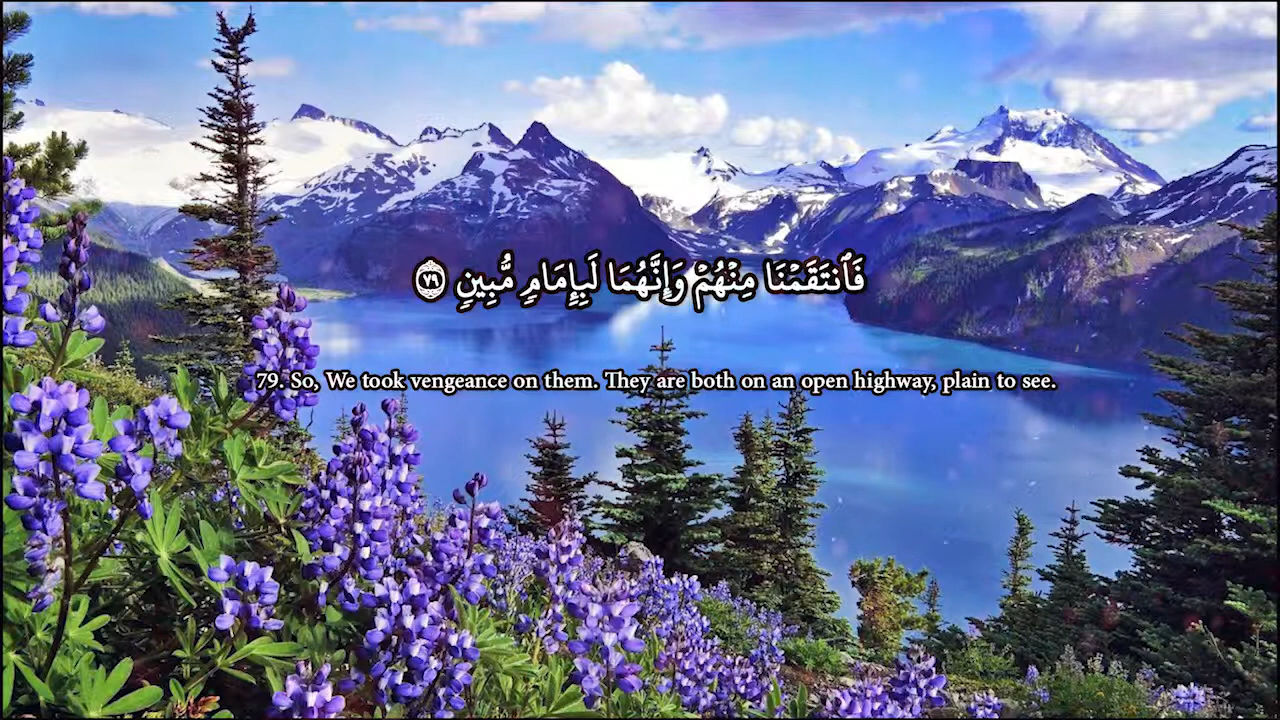 فَٱنتَقَمۡنَا مِنۡهُمۡ وَإِنَّهُمَا لَبِإِمَامٖ مُّبِينٖ ٧٩
79. So, We took vengeance on them. They are both on an open highway, plain to see.